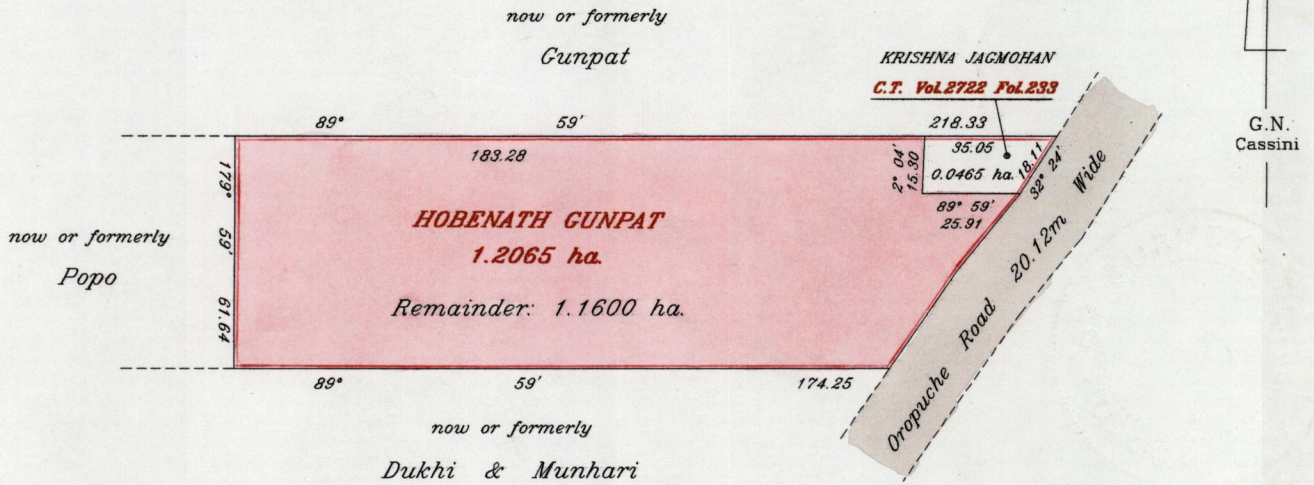 now or formerly
Gunpat
KRISHNA JAGMOHAN
C.T. Vol.2722 Fol.233
G.N.
Cassini
89° 59' 218.33
183.28
35.05
2° 04'
15.30
0.0465 ha.
18.11
32° 24'
89° 59'
25.91
179° 59' 61.64
now or formerly
Popo
HOBENATH GUNPAT
1.2065 ha.
Remainder: 1.1600 ha.
Oropuche Road 20.12m Wide
89° 59' 174.25
now or formerly
Dukhi & Munhari